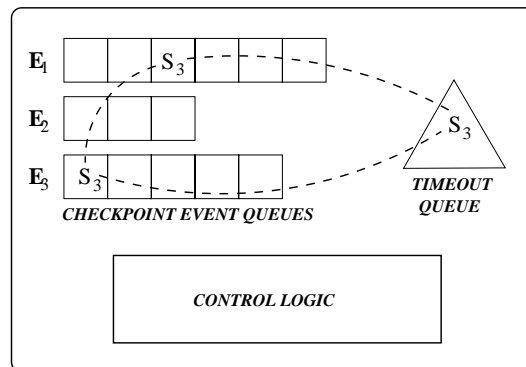 E1 S3
E2
S3
E3 S3
CHECKPOINT EVENT QUEUES
TIMEOUT
QUEUE
CONTROL LOGIC